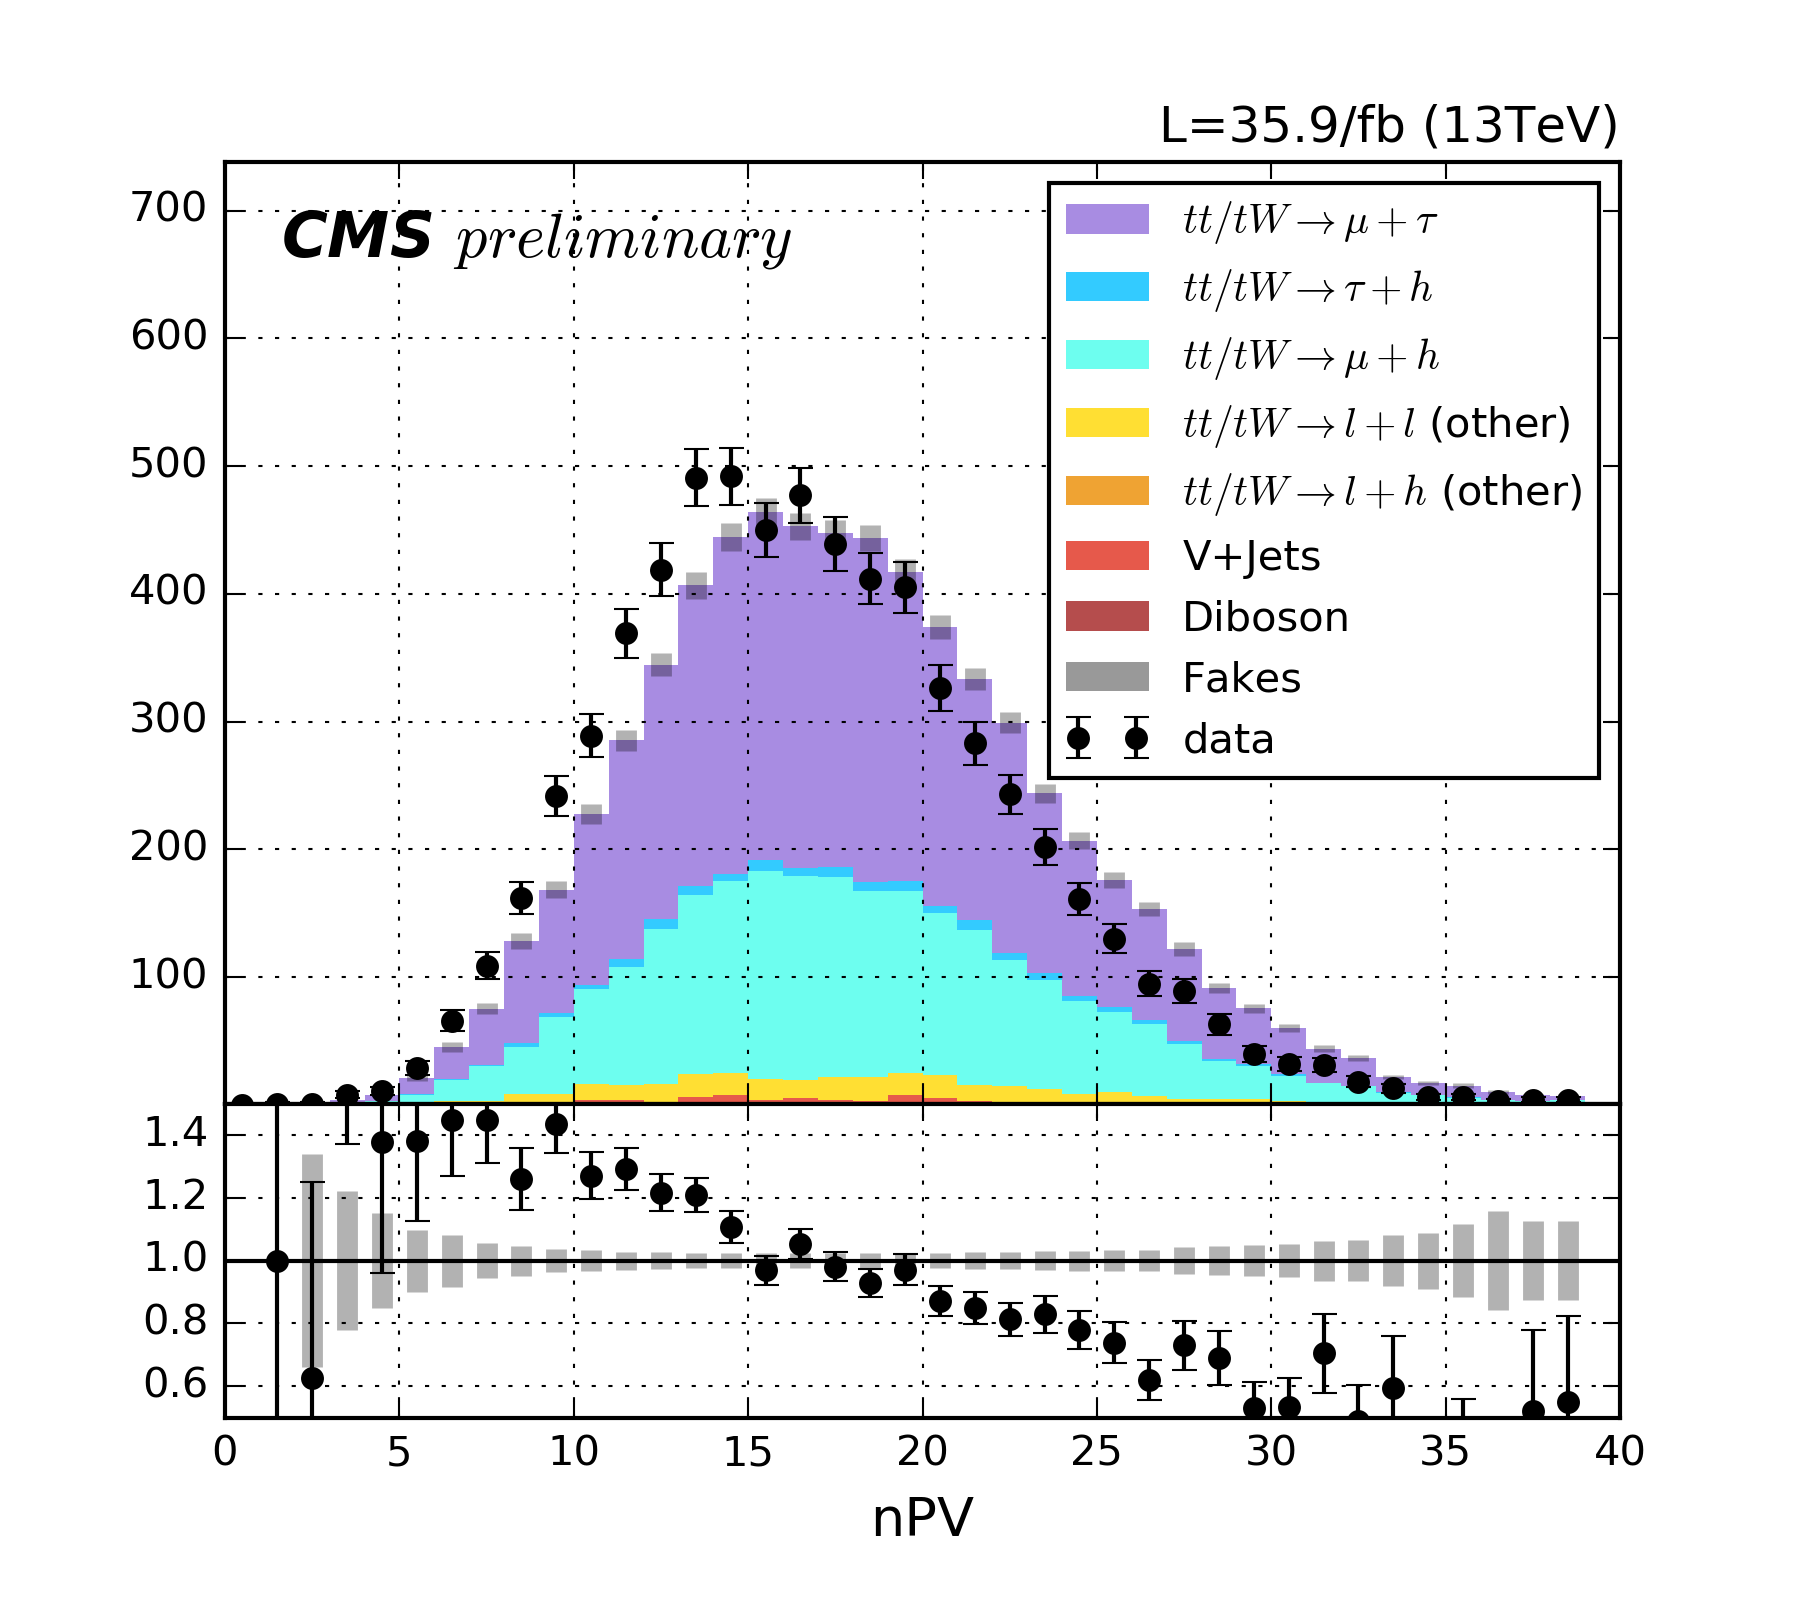 L=35.9/fb (13TeV)
CMS preliminary
700
600
500
400
300
200
100
tt/tW→μ+τ
tt/tW→τ+h
tt/tW→μ+h
tt/tW→l+l (other)
tt/tW→l+h (other)
V+Jets
Diboson
Fakes
data
1.4
1.2
1.0
0.8
0.6
0 5 10 15 20 25 30 35 40
nPV